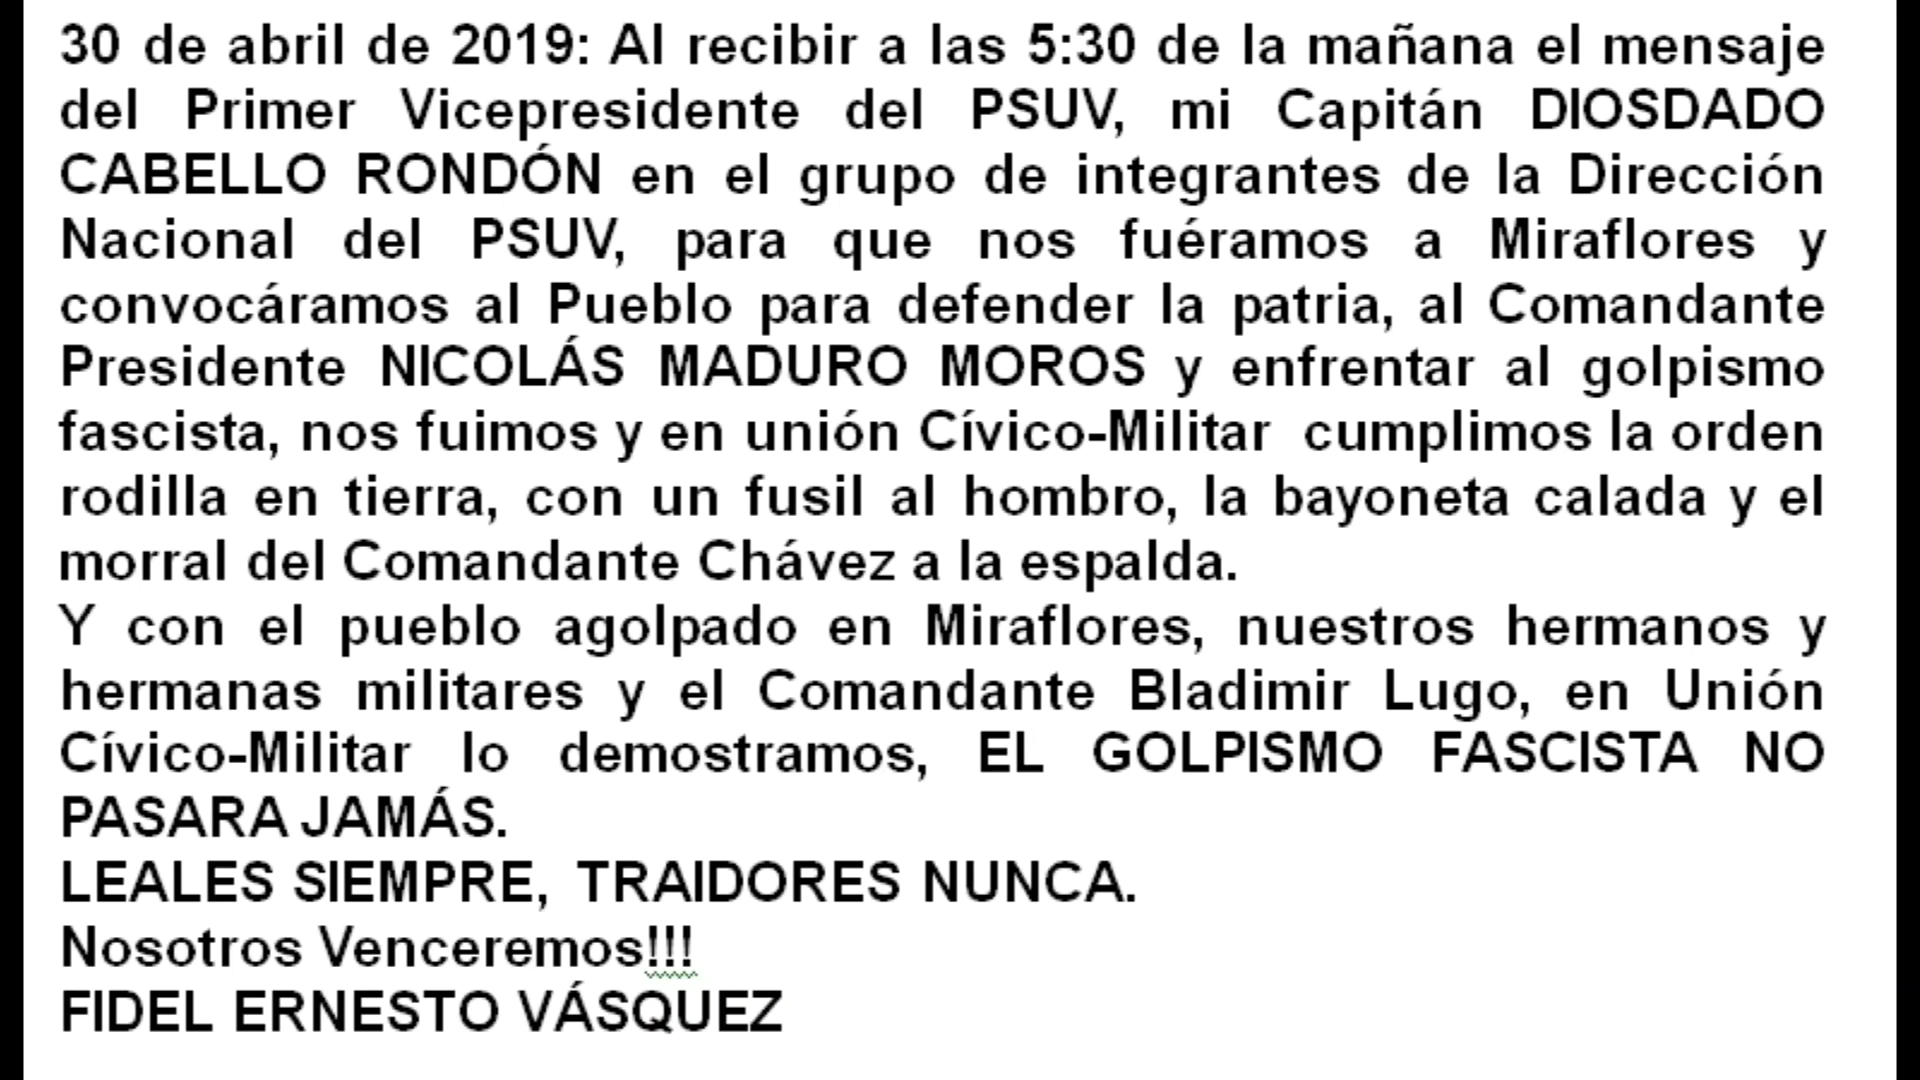 30 de abril de 2019: Al recibir a las 5:30 de la mañana el mensaje
del Primer Vicepresidente del PSUV, mi Capitán DIOSDADO
CABELLO RONDÓN en el grupo de integrantes de la Dirección
Nacional del PSUV, para que nos fuéramos a Miraflores y
convocáramos al Pueblo para defender la patria, al Comandante
Presidente NICOLÁS MADURO MOROS y enfrentar al golpismo
fascista, nos fuimos y en unión Cívico-Militar cumplimos la orden
rodilla en tierra, con un fusil al hombro, la bayoneta calada y el
morral del Comandante Chávez a la espalda.
Y con el pueblo agolpado en Miraflores, nuestros hermanos y
hermanas militares y el Comandante Bladimir Lugo, en Unión
Cívico-Militar lo demostramos, EL GOLPISMO FASCISTA NO
PASARA JAMÁS.
LEALES SIEMPRE, TRAIDORES NUNCA.
Nosotros Venceremos!!!
FIDEL ERNESTO VÁSQUEZ